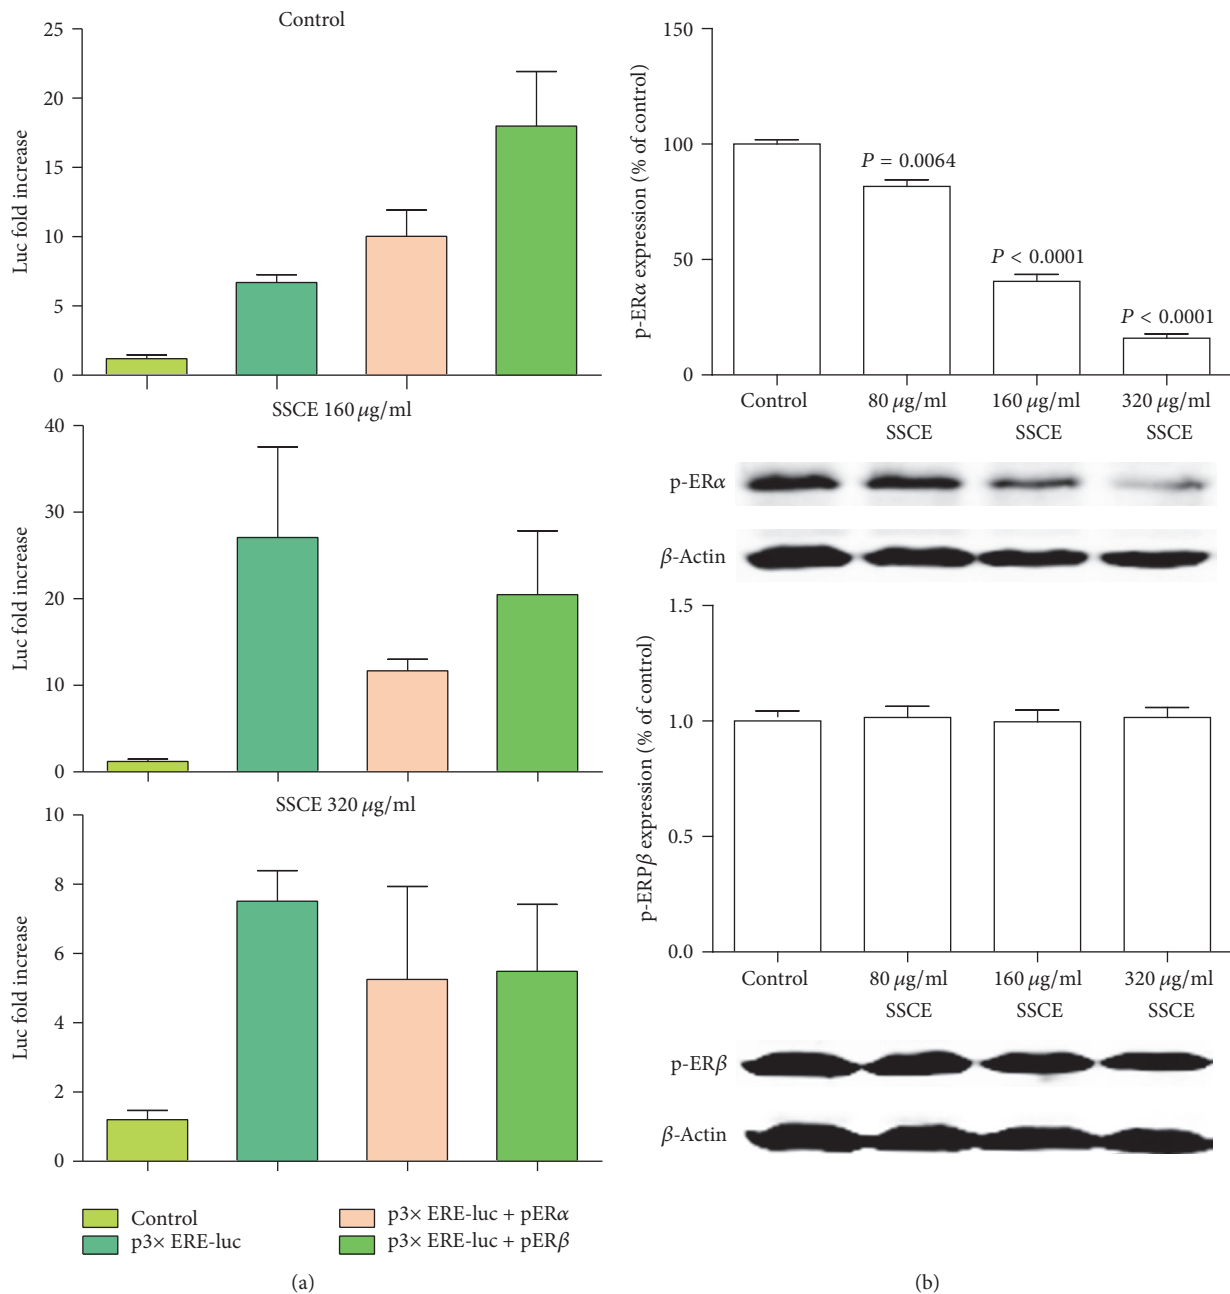 Control
25
20
15
10
5
0
Luc fold increase
SSCE 160 μg/ml
40
30
20
10
0
Luc fold increase
SSCE 320 μg/ml
10
8
6
4
2
0
Luc fold increase
Control
p3× ERE-luc
p3× ERE-luc + pERα
p3× ERE-luc + pERβ
(a)
150
100
50
0
p-ERα expression (% of control)
P = 0.0064
P < 0.0001
P < 0.0001
Control
80 μg/ml
SSCE
160 μg/ml
SSCE
320 μg/ml
SSCE
p-ERα
β-Actin
1.5
1.0
0.5
0.0
p-ERPβ expression (% of control)
Control
80 μg/ml
SSCE
160 μg/ml
SSCE
320 μg/ml
SSCE
p-ERβ
β-Actin
(b)